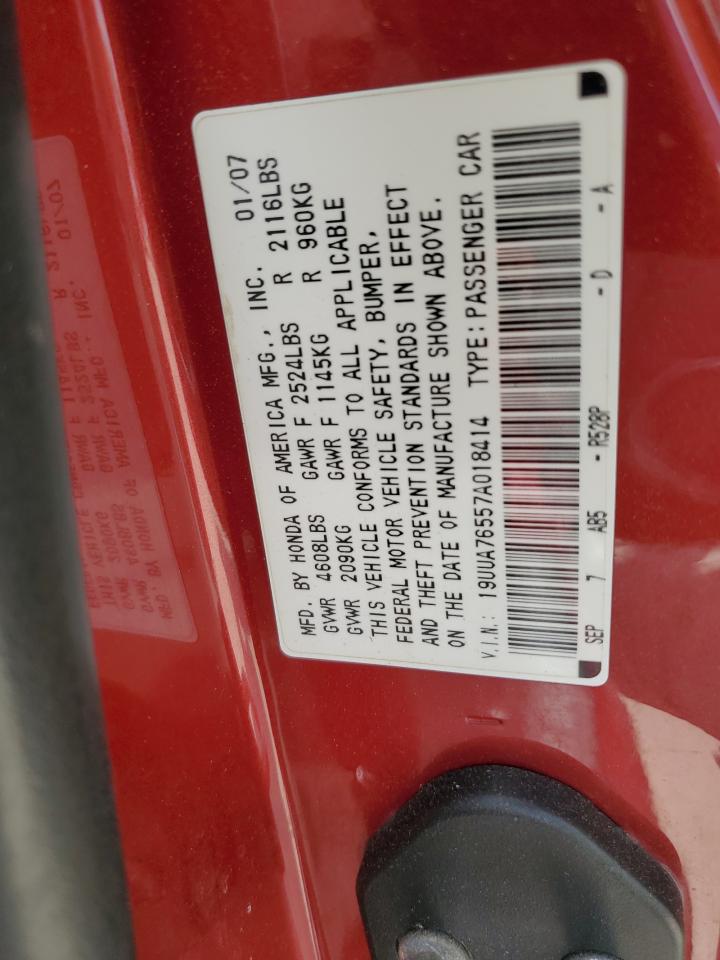 MFD. BY HONDA OF AMERICA MFG., INC. 01/07
GVWR 4608LBS GAWR F 2524LBS R 2116LBS
GVWR 2090KG GAWR F 1145KG R 960KG
THIS VEHICLE CONFORMS TO ALL APPLICABLE
FEDERAL MOTOR VEHICLE SAFETY, BUMPER,
AND THEFT PREVENTION STANDARDS IN EFFECT
ON THE DATE OF MANUFACTURE SHOWN ABOVE.
V.I.N.: 19UUA76557A018414 TYPE: PASSENGER CAR
SEP 7 AB5 - R528P - D - A